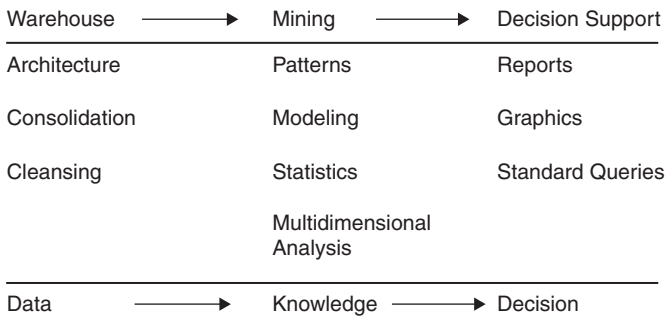 Warehouse Mining Decision Support
Architecture Patterns Reports
Consolidation Modeling Graphics
Cleansing Statistics Standard Queries
Multidimensional
Analysis
Data Knowledge Decision